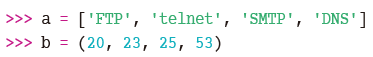 >>> a = ['FTP', 'telnet', 'SMTP', 'DNS']
>>> b = (20, 23, 25, 53)